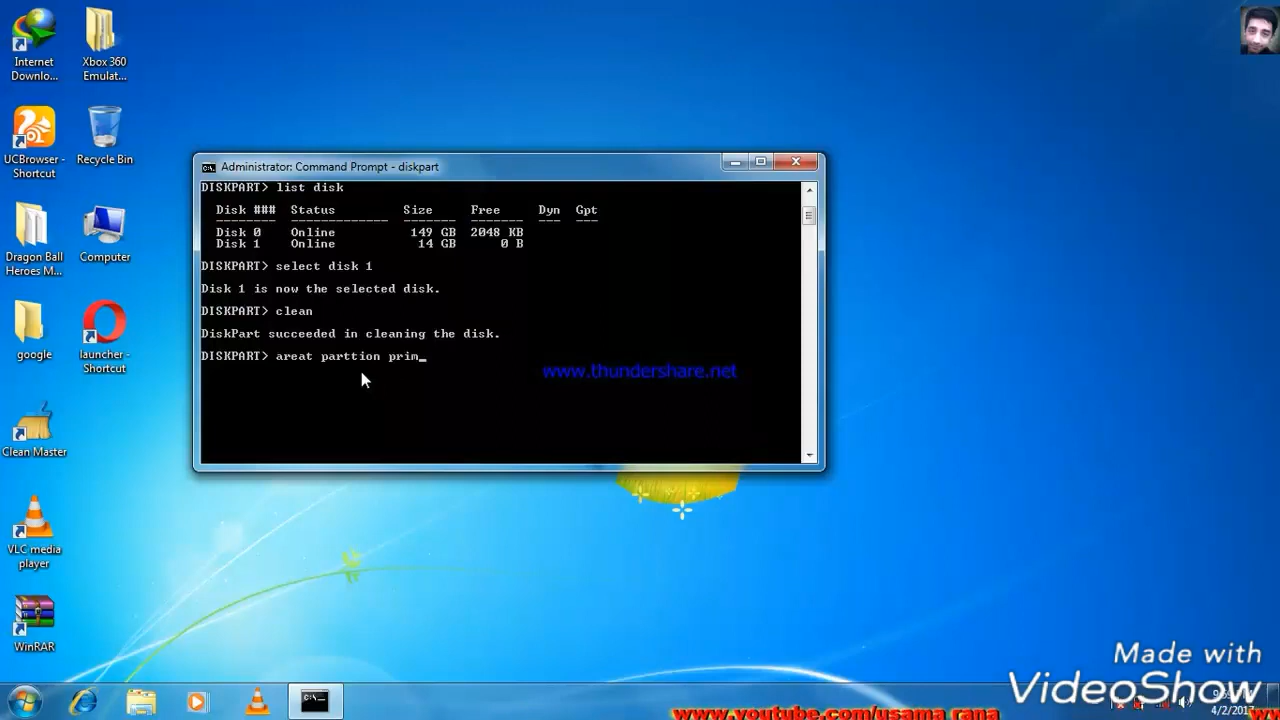 Internet
Downlo...
Xbox 360
Emulat...
UCBrowser -
Shortcut
Recycle Bin
Dragon Ball
Heroes M...
Computer
google
launcher -
Shortcut
Clean Master
VLC media
player
WinRAR
Administrator: Command Prompt - diskpart
DISKPART> list disk
Disk ### Status Size Free Dyn Gpt
-------- ------------- ------- ------- --- ---
Disk 0 Online 149 GB 2048 KB
Disk 1 Online 14 GB 0 B
DISKPART> select disk 1
Disk 1 is now the selected disk.
DISKPART> clean
DiskPart succeeded in cleaning the disk.
DISKPART> areat parttion prim_
www.thundershare.net
Made with
VideoShow
www.youtube.com/usama rana